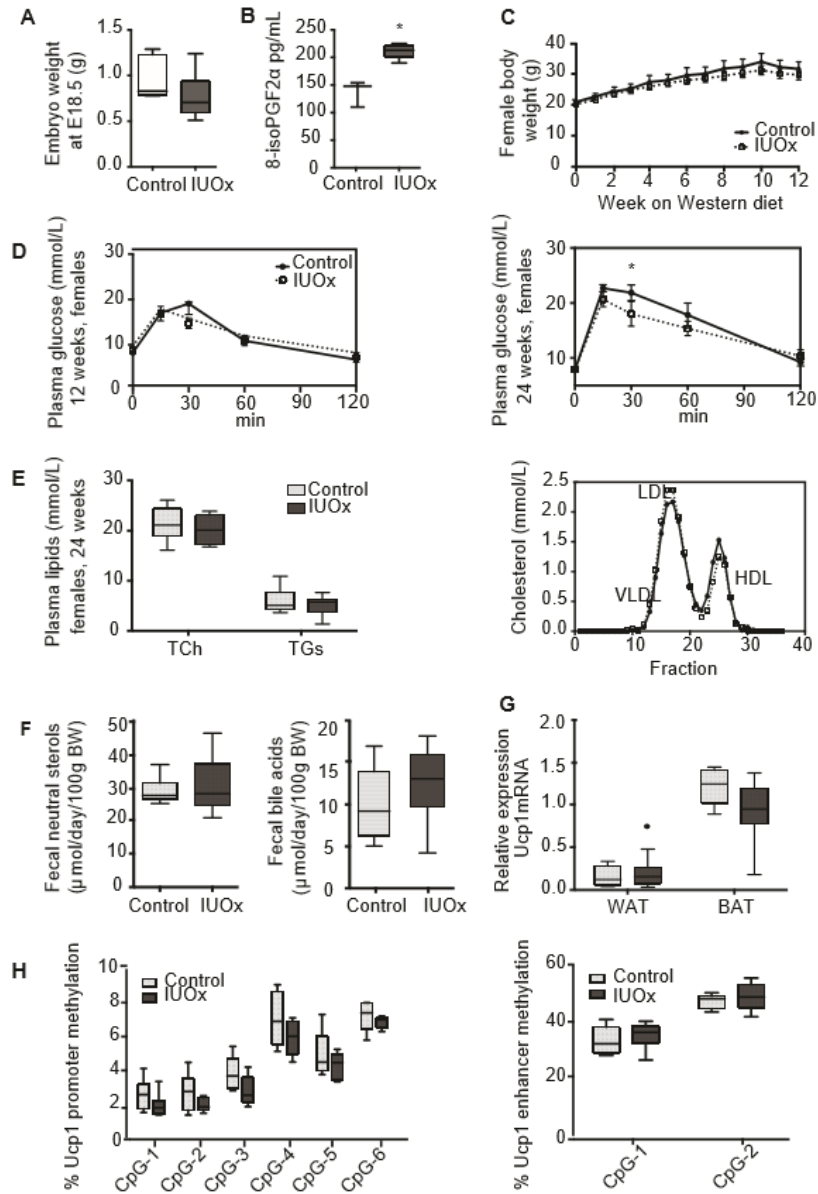 A
Embryo weight
at E18.5 (g)
1.5
1.0
0.5
0.0
Control IUOx
B
8-isoPGF2α pg/mL
250
200
150
100
50
0
*
Control IUOx
C
Female body
weight (g)
40
30
20
10
0
Control
IUOx
0 2 4 6 8 10 12
Week on Western diet
D
Plasma glucose (mmol/L)
12 weeks, females
30
20
10
0
Control
IUOx
0 30 60 90 120
min
Plasma glucose (mmol/L)
24 weeks, females
30
20
10
*
Control
IUOx
0 30 60 90 120
min
E
Plasma lipids (mmol/L)
females, 24 weeks
30
20
10
0
Control
IUOx
TCh TGs
Cholesterol (mmol/L)
2.5
2.0
1.5
1.0
0.5
0.0
LDL
VLDL
HDL
0 10 20 30 40
Fraction
F
Fecal neutral sterols
(μmol/day/100g BW)
50
40
30
20
10
0
Control IUOx
Fecal bile acids
(μmol/day/100g BW)
20
15
10
5
0
Control IUOx
G
Relative expression
Ucp1mRNA
2.0
1.5
1.0
0.5
0.0
WAT BAT
H
% Ucp1 promoter methylation
10
8
6
4
2
Control
IUOx
CpG-1 CpG-2 CpG-3 CpG-4 CpG-5 CpG-6
% Ucp1 enhancer methylation
60
40
20
0
Control
IUOx
CpG-1 CpG-2